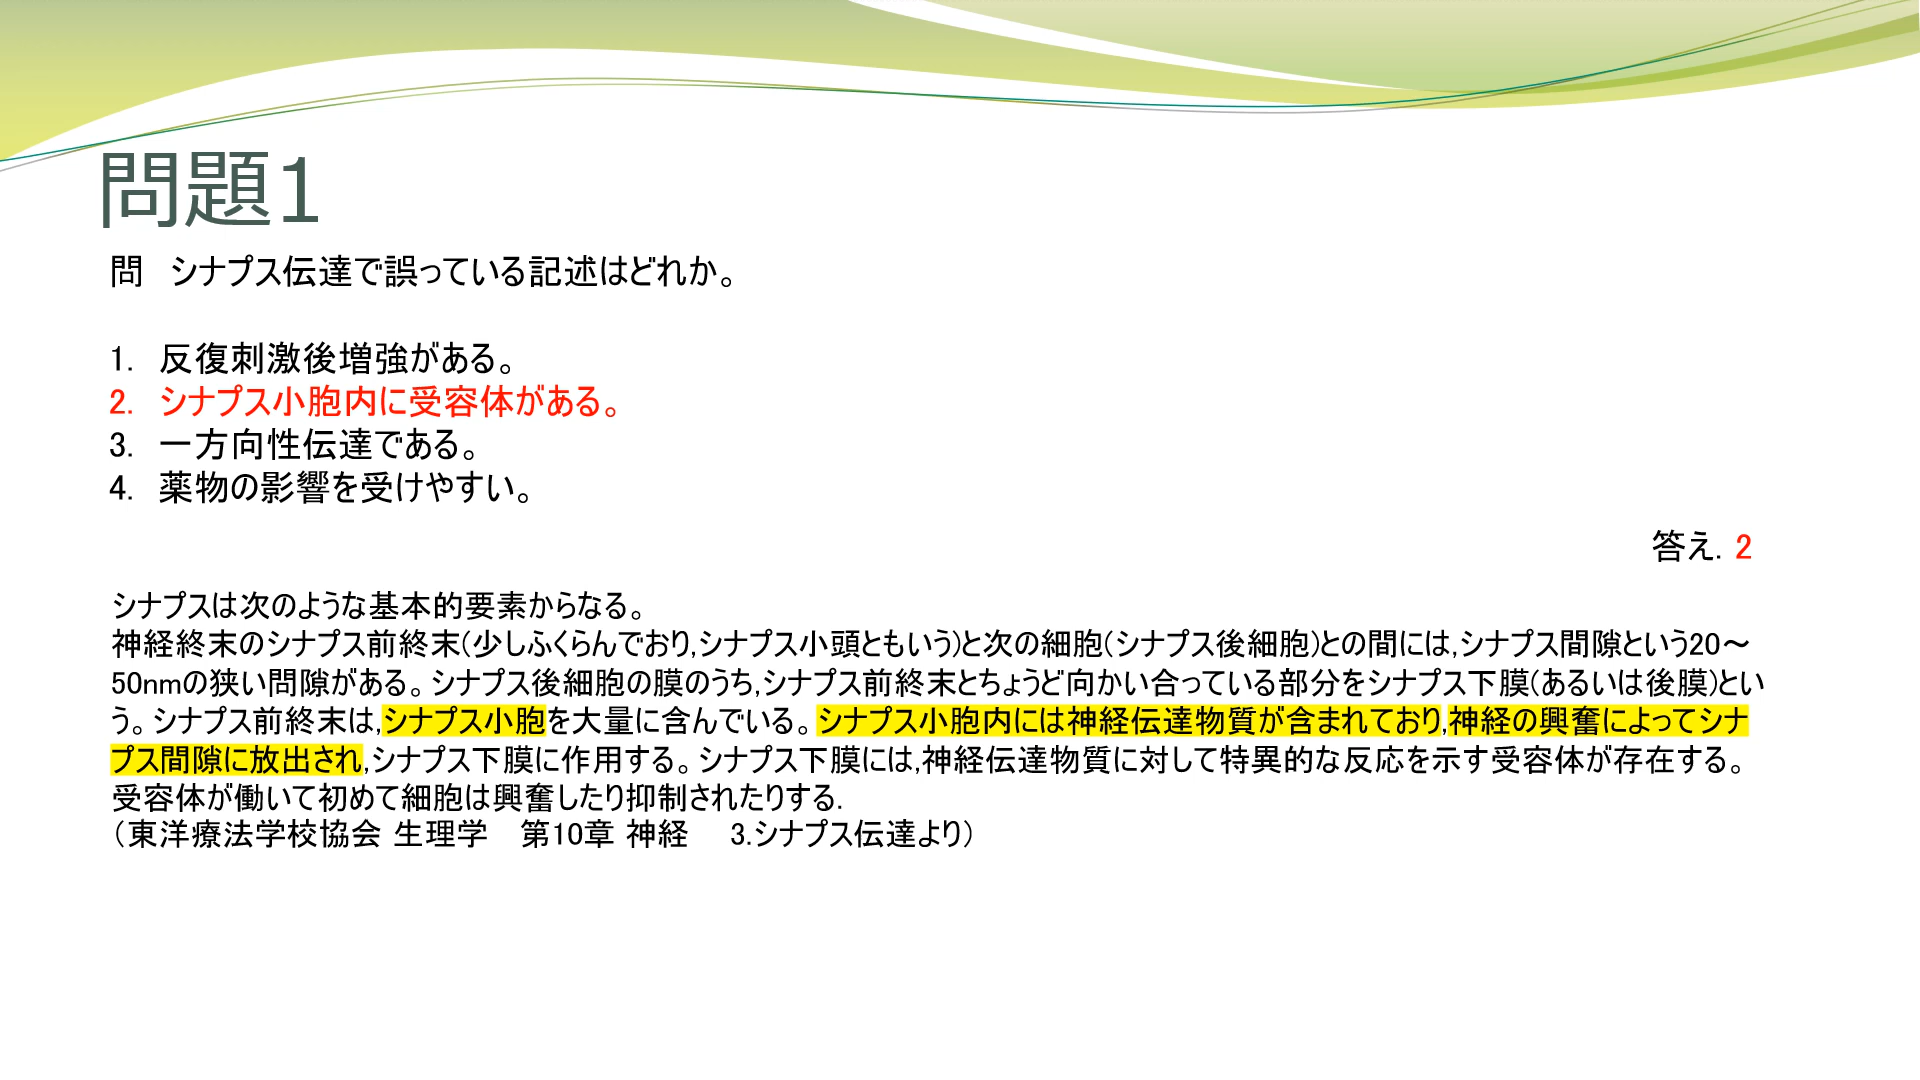 問題1
問　シナプス伝達で誤っている記述はどれか。
1. 反復刺激後増強がある。
2. シナプス小胞内に受容体がある。
3. 一方向性伝達である。
4. 薬物の影響を受けやすい。
答え. 2
シナプスは次のような基本的要素からなる。
神経終末のシナプス前終末(少しふくらんでおり,シナプス小頭ともいう)と次の細胞(シナプス後細胞)との間には,シナプス間隙という20～
50nmの狭い間隙がある。シナプス後細胞の膜のうち,シナプス前終末とちょうど向かい合っている部分をシナプス下膜(あるいは後膜)とい
う。シナプス前終末は,シナプス小胞を大量に含んでいる。シナプス小胞内には神経伝達物質が含まれており,神経の興奮によってシナ
プス間隙に放出され,シナプス下膜に作用する。シナプス下膜には,神経伝達物質に対して特異的な反応を示す受容体が存在する。
受容体が働いて初めて細胞は興奮したり抑制されたりする.
（東洋療法学校協会 生理学　第10章 神経　3.シナプス伝達より）